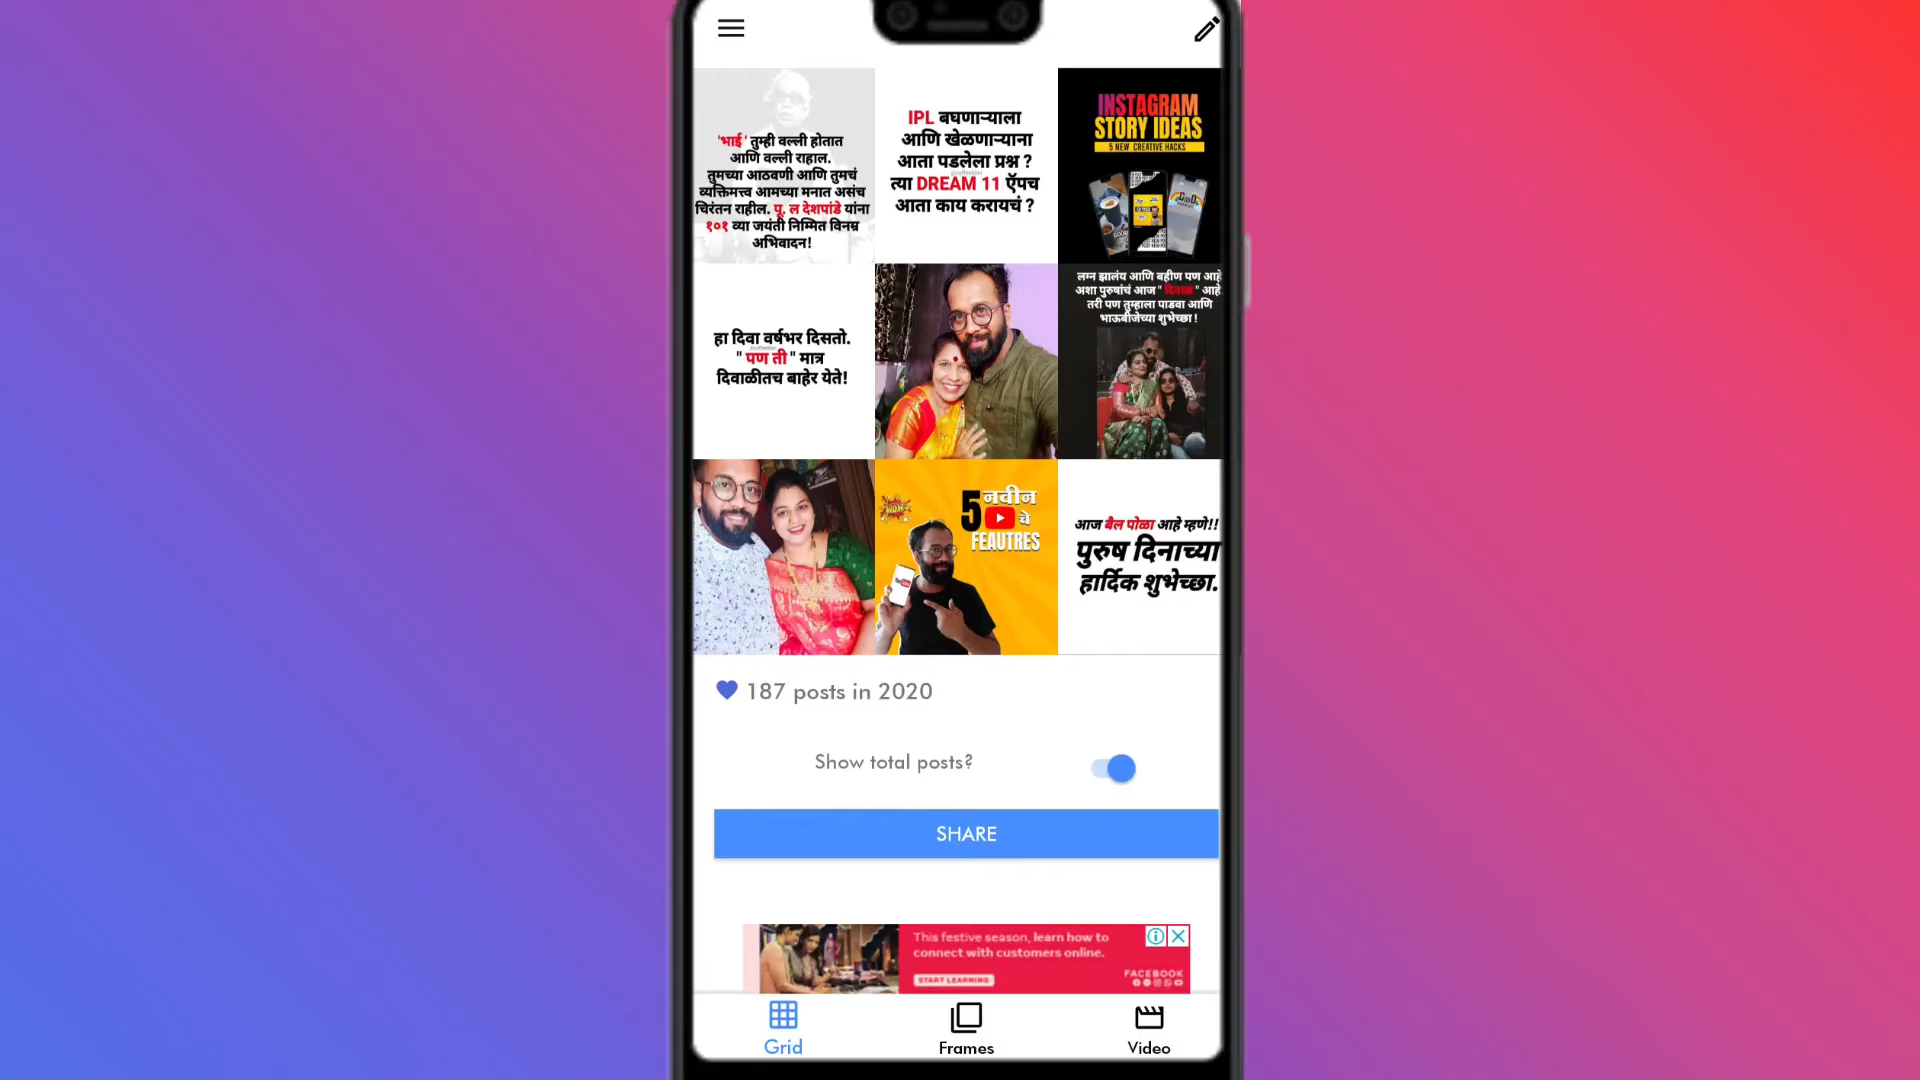 'भाई' तुम्ही वल्ली होतात
आणि वल्ली राहाल.
तुमच्या आठवणी आणि तुमचं
व्यक्तिमत्त्व आमच्या मनात असंच
चिरंतन राहील. पू. ल देशपांडे यांना
१०१ व्या जयंती निम्मित विनम्र
अभिवादन!
IPL बघणाऱ्याला
आणि खेळणाऱ्याना
आता पडलेला प्रश्न ?
त्या DREAM 11 ऍपच
आता काय करायचं ?
INSTAGRAM
STORY IDEAS
5 NEW CREATIVE HACKS
हा दिवा वर्षभर दिसतो.
" पण ती " मात्र
दिवाळीतच बाहेर येते!
लग्न झालंय आणि बहीण पण आहे
अशा पुरुषांचं आज " दिवाळं " आहे
तरी पण तुम्हाला पाडवा आणि
भाऊबीजेच्या शुभेच्छा !
5 नवीन
चे
FEAUTRES
आज बैल पोळा आहे म्हणे!!
पुरुष दिनाच्या
हार्दिक शुभेच्छा.
187 posts in 2020
Show total posts?
SHARE
This festive season, learn how to
connect with customers online.
START LEARNING
FACEBOOK
Grid
Frames
Video